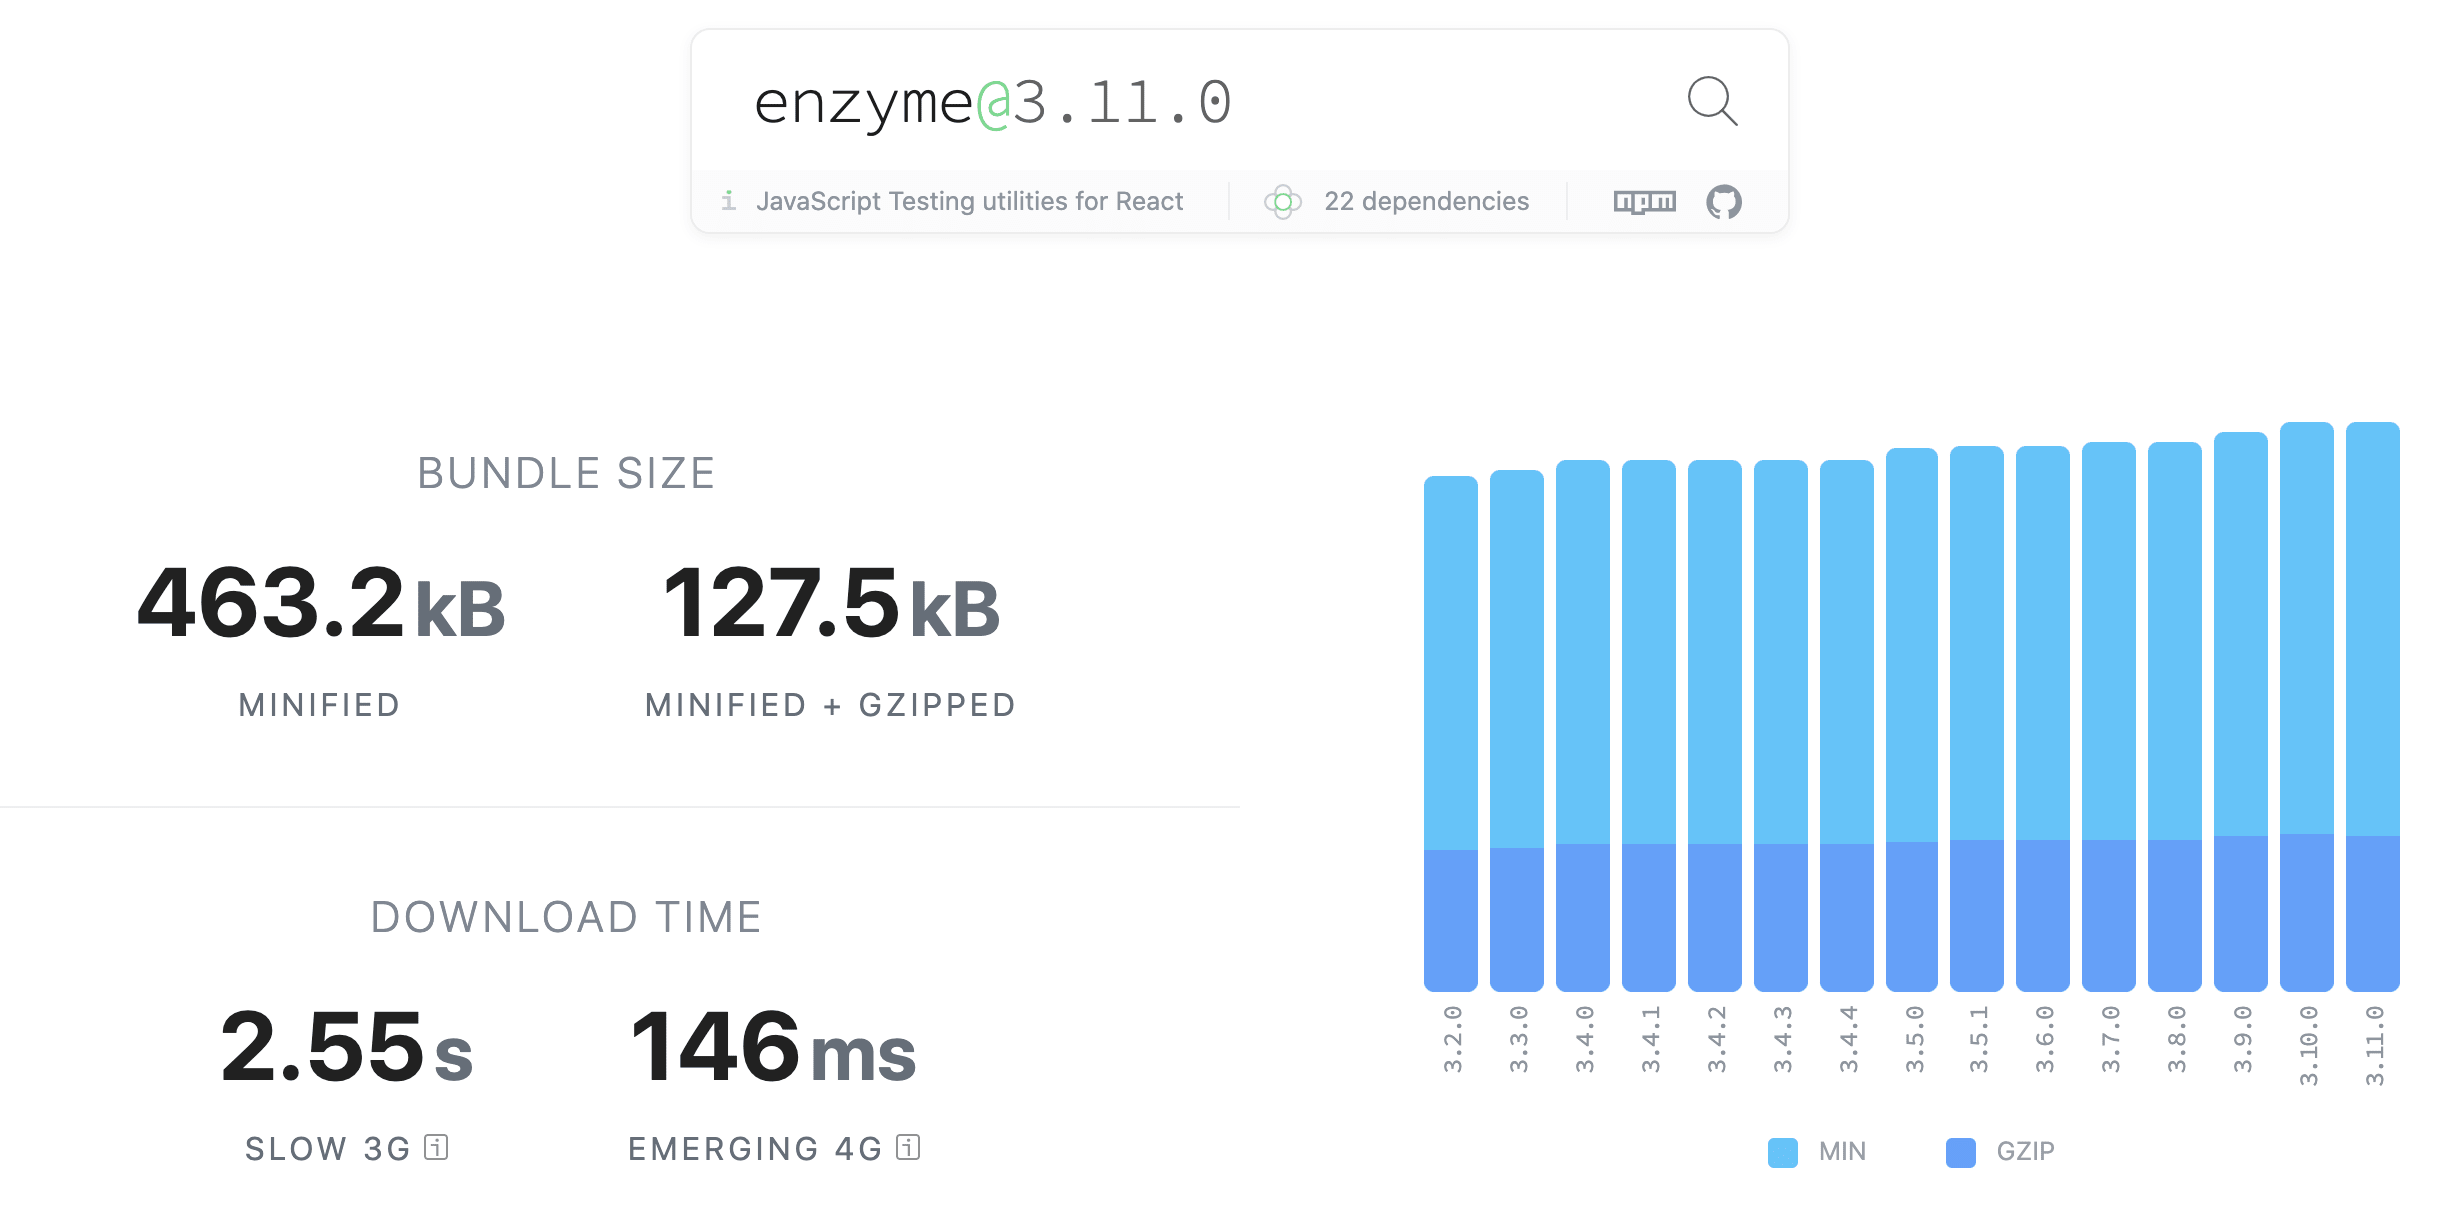 enzyme@3.11.0
i JavaScript Testing utilities for React
22 dependencies
npm
BUNDLE SIZE
463.2 kB
127.5 kB
MINIFIED
MINIFIED + GZIPPED
DOWNLOAD TIME
2.55 s
146 ms
SLOW 3G i
EMERGING 4G i
3.2.0
3.3.0
3.4.0
3.4.1
3.4.2
3.4.3
3.4.4
3.5.0
3.5.1
3.6.0
3.7.0
3.8.0
3.9.0
3.10.0
3.11.0
MIN
GZIP